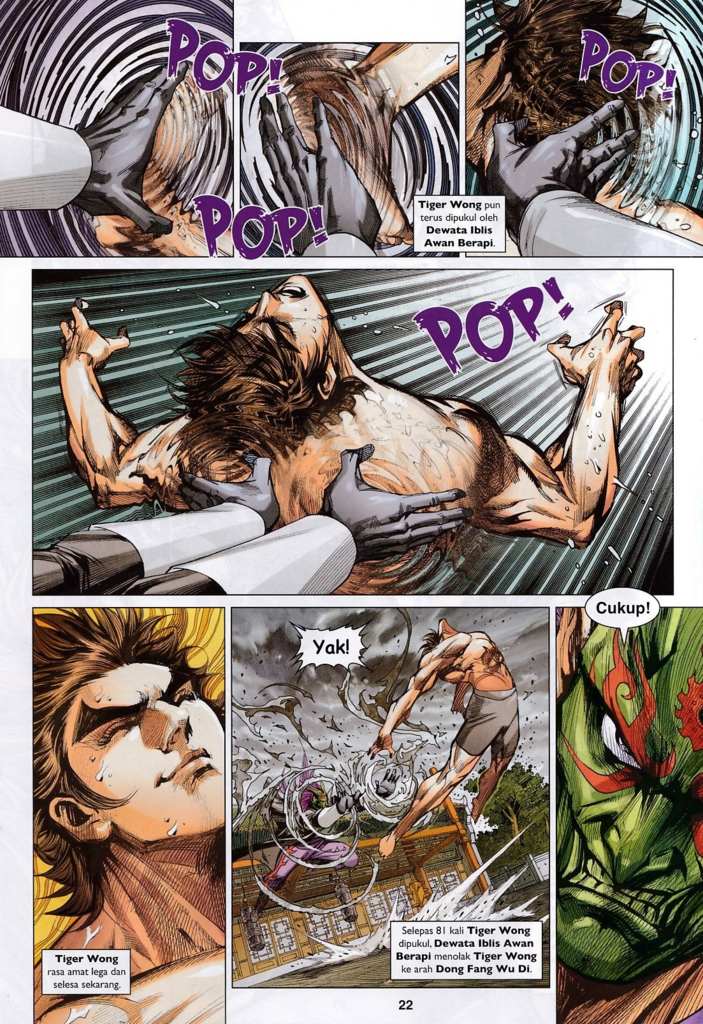 POP!
POP!
POP!
Tiger Wong pun
terus dipukul oleh
Dewata Iblis
Awan Berapi.
POP!
Tiger Wong
rasa amat lega dan
selesa sekarang.
Yak!
Selepas 81 kali Tiger Wong
dipukul, Dewata Iblis Awan
Berapi menolak Tiger Wong
ke arah Dong Fang Wu Di.
Cukup!
22